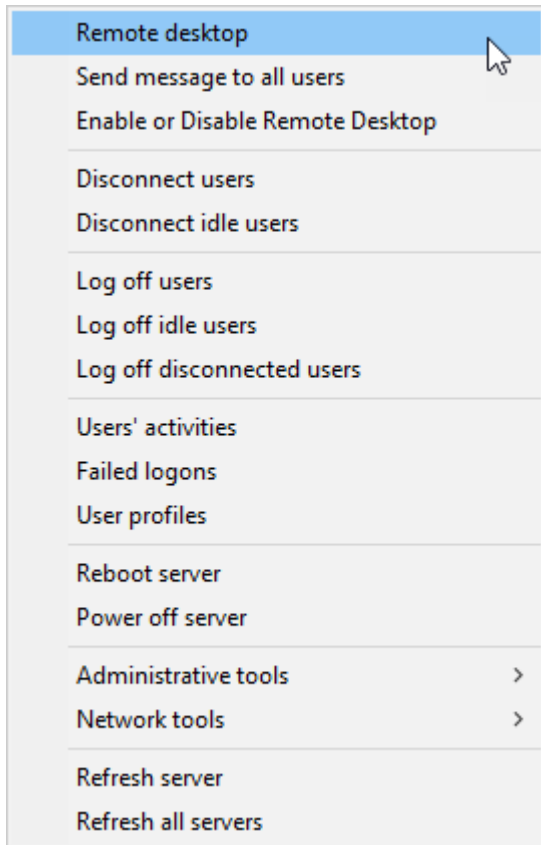 Remote desktop
Send message to all users
Enable or Disable Remote Desktop
Disconnect users
Disconnect idle users
Log off users
Log off idle users
Log off disconnected users
Users' activities
Failed logons
User profiles
Reboot server
Power off server
Administrative tools
Network tools
Refresh server
Refresh all servers